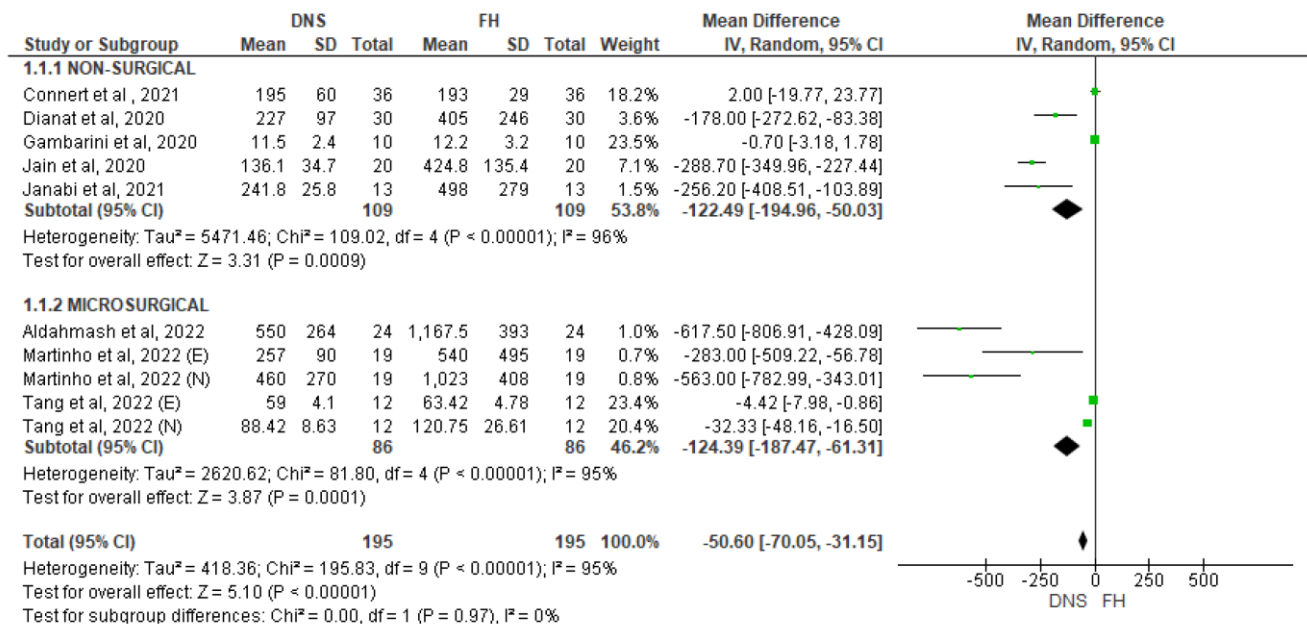 DNS FH Mean Difference Mean Difference
Study or Subgroup Mean SD Total Mean SD Total Weight IV, Random, 95% CI IV, Random, 95% CI
1.1.1 NON-SURGICAL
Connert et al , 2021 195 60 36 193 29 36 18.2% 2.00 [-19.77, 23.77]
Dianat et al, 2020 227 97 30 405 246 30 3.6% -178.00 [-272.62, -83.38]
Gambarini et al, 2020 11.5 2.4 10 12.2 3.2 10 23.5% -0.70 [-3.18, 1.78]
Jain et al, 2020 136.1 34.7 20 424.8 135.4 20 7.1% -288.70 [-349.96, -227.44]
Janabi et al, 2021 241.8 25.8 13 498 279 13 1.5% -256.20 [-408.51, -103.89]
Subtotal (95% CI) 109 109 53.8% -122.49 [-194.96, -50.03]
Heterogeneity: Tau² = 5471.46; Chi² = 109.02, df = 4 (P < 0.00001); I² = 96%
Test for overall effect: Z = 3.31 (P = 0.0009)
1.1.2 MICROSURGICAL
Aldahmash et al, 2022 550 264 24 1,167.5 393 24 1.0% -617.50 [-806.91, -428.09]
Martinho et al, 2022 (E) 257 90 19 540 495 19 0.7% -283.00 [-509.22, -56.78]
Martinho et al, 2022 (N) 460 270 19 1,023 408 19 0.8% -563.00 [-782.99, -343.01]
Tang et al, 2022 (E) 59 4.1 12 63.42 4.78 12 23.4% -4.42 [-7.98, -0.86]
Tang et al, 2022 (N) 88.42 8.63 12 120.75 26.61 12 20.4% -32.33 [-48.16, -16.50]
Subtotal (95% CI) 86 86 46.2% -124.39 [-187.47, -61.31]
Heterogeneity: Tau² = 2620.62; Chi² = 81.80, df = 4 (P < 0.00001); I² = 95%
Test for overall effect: Z = 3.87 (P = 0.0001)
Total (95% CI) 195 195 100.0% -50.60 [-70.05, -31.15]
Heterogeneity: Tau² = 418.36; Chi² = 195.83, df = 9 (P < 0.00001); I² = 95%
Test for overall effect: Z = 5.10 (P < 0.00001)
Test for subgroup differences: Chi² = 0.00, df = 1 (P = 0.97), I² = 0%
-500 -250 0 250 500
DNS FH